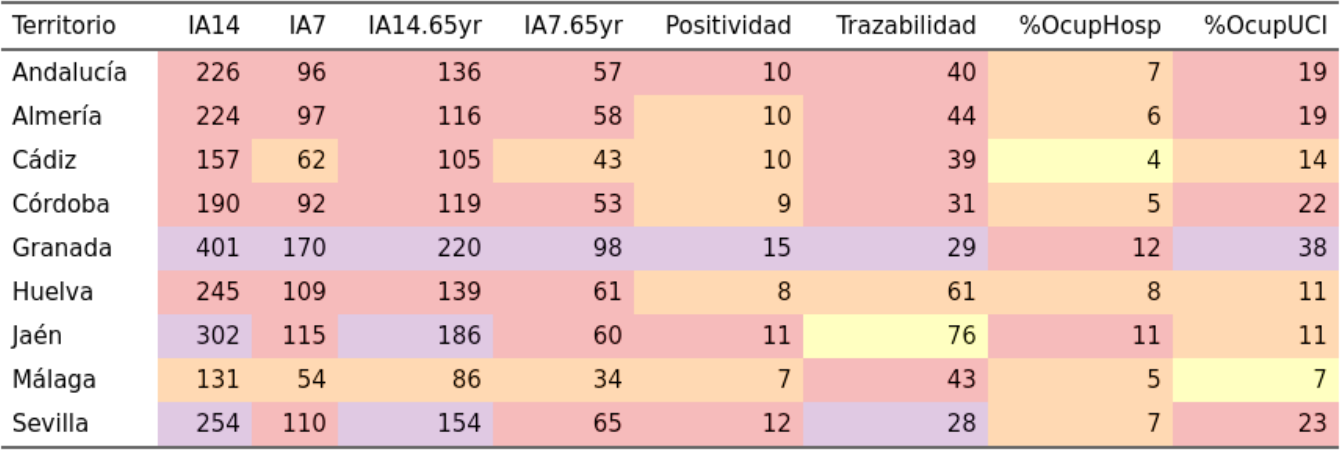 Territorio IA14 IA7 IA14.65yr IA7.65yr Positividad Trazabilidad %OcupHosp %OcupUCI
Andalucía 226 96 136 57 10 40 7 19
Almería 224 97 116 58 10 44 6 19
Cádiz 157 62 105 43 10 39 4 14
Córdoba 190 92 119 53 9 31 5 22
Granada 401 170 220 98 15 29 12 38
Huelva 245 109 139 61 8 61 8 11
Jaén 302 115 186 60 11 76 11 11
Málaga 131 54 86 34 7 43 5 7
Sevilla 254 110 154 65 12 28 7 23